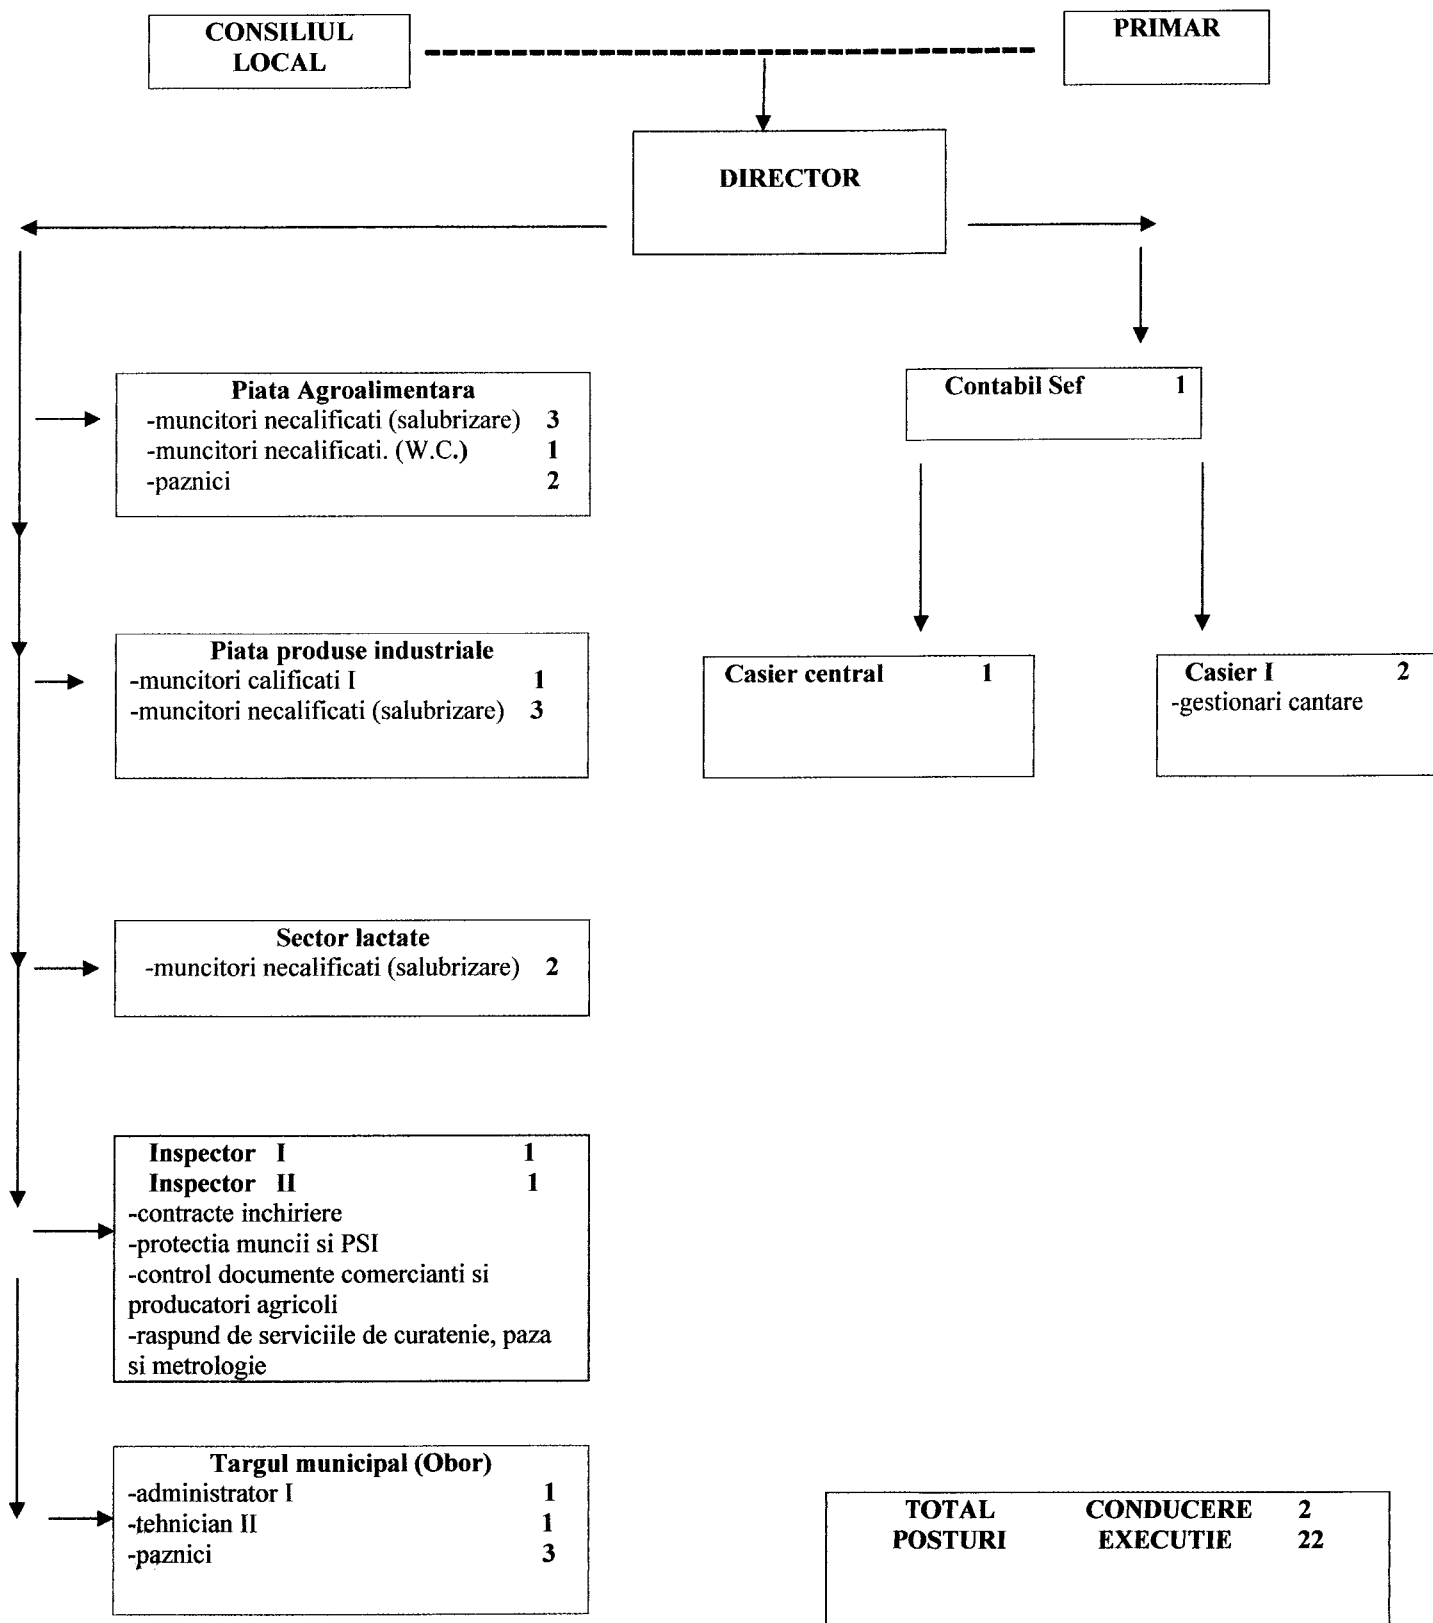 CONSILIUL
LOCAL
PRIMAR
DIRECTOR
Piata Agroalimentara
-muncitori necalificati (salubrizare) 3
-muncitori necalificati. (W.C.) 1
-paznici 2
Contabil Sef 1
Piata produse industriale
-muncitori calificati I 1
-muncitori necalificati (salubrizare) 3
Casier central 1
Casier I 2
-gestionari cantare
Sector lactate
-muncitori necalificati (salubrizare) 2
Inspector I 1
Inspector II 1
-contracte inchiriere
-protectia muncii si PSI
-control documente comercianti si
producatori agricoli
-raspund de serviciile de curatenie, paza
si metrologie
Targul municipal (Obor)
-administrator I 1
-tehnician II 1
-paznici 3
TOTAL CONDUCERE 2
POSTURI EXECUTIE 22